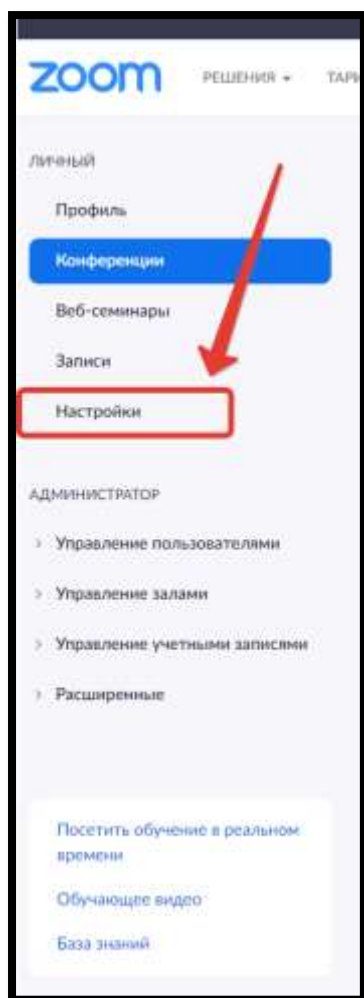 zoom
РЕШЕНИЯ
ТАРИ
ЛИЧНЫЙ
Профиль
Конференции
Веб-семинары
Записи
Настройки
АДМИНИСТРАТОР
Управление пользователями
Управление залами
Управление учетными записями
Расширенные
Посетить обучение в реальном
времени
Обучающее видео
База знаний